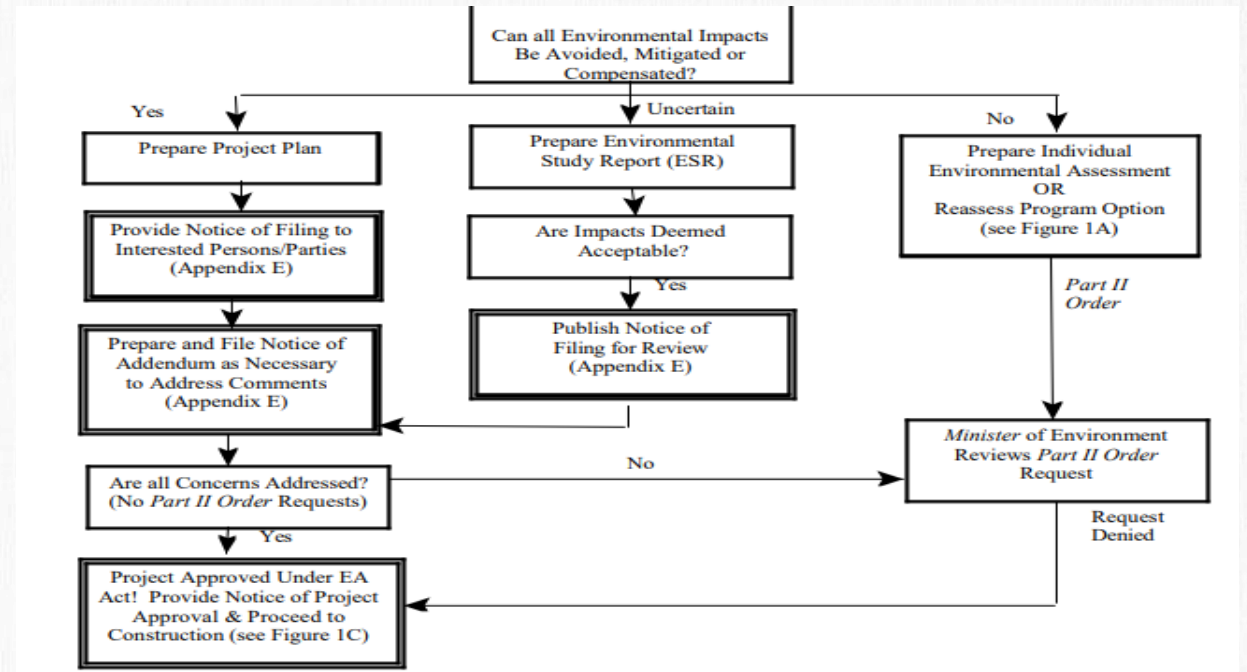 Can all Environmental Impacts
Be Avoided, Mitigated or
Compensated?
Yes
Uncertain
No
Prepare Project Plan
Prepare Environmental
Study Report (ESR)
Prepare Individual
Environmental Assessment
OR
Reassess Program Option
(see Figure 1A)
Provide Notice of Filing to
Interested Persons/Parties
(Appendix E)
Are Impacts Deemed
Acceptable?
Yes
Part II
Order
Prepare and File Notice of
Addendum as Necessary
to Address Comments
(Appendix E)
Publish Notice of
Filing for Review
(Appendix E)
Minister of Environment
Reviews Part II Order
Request
Are all Concerns Addressed?
(No Part II Order Requests)
No
Yes
Request
Denied
Project Approved Under EA
Act! Provide Notice of Project
Approval & Proceed to
Construction (see Figure 1C)